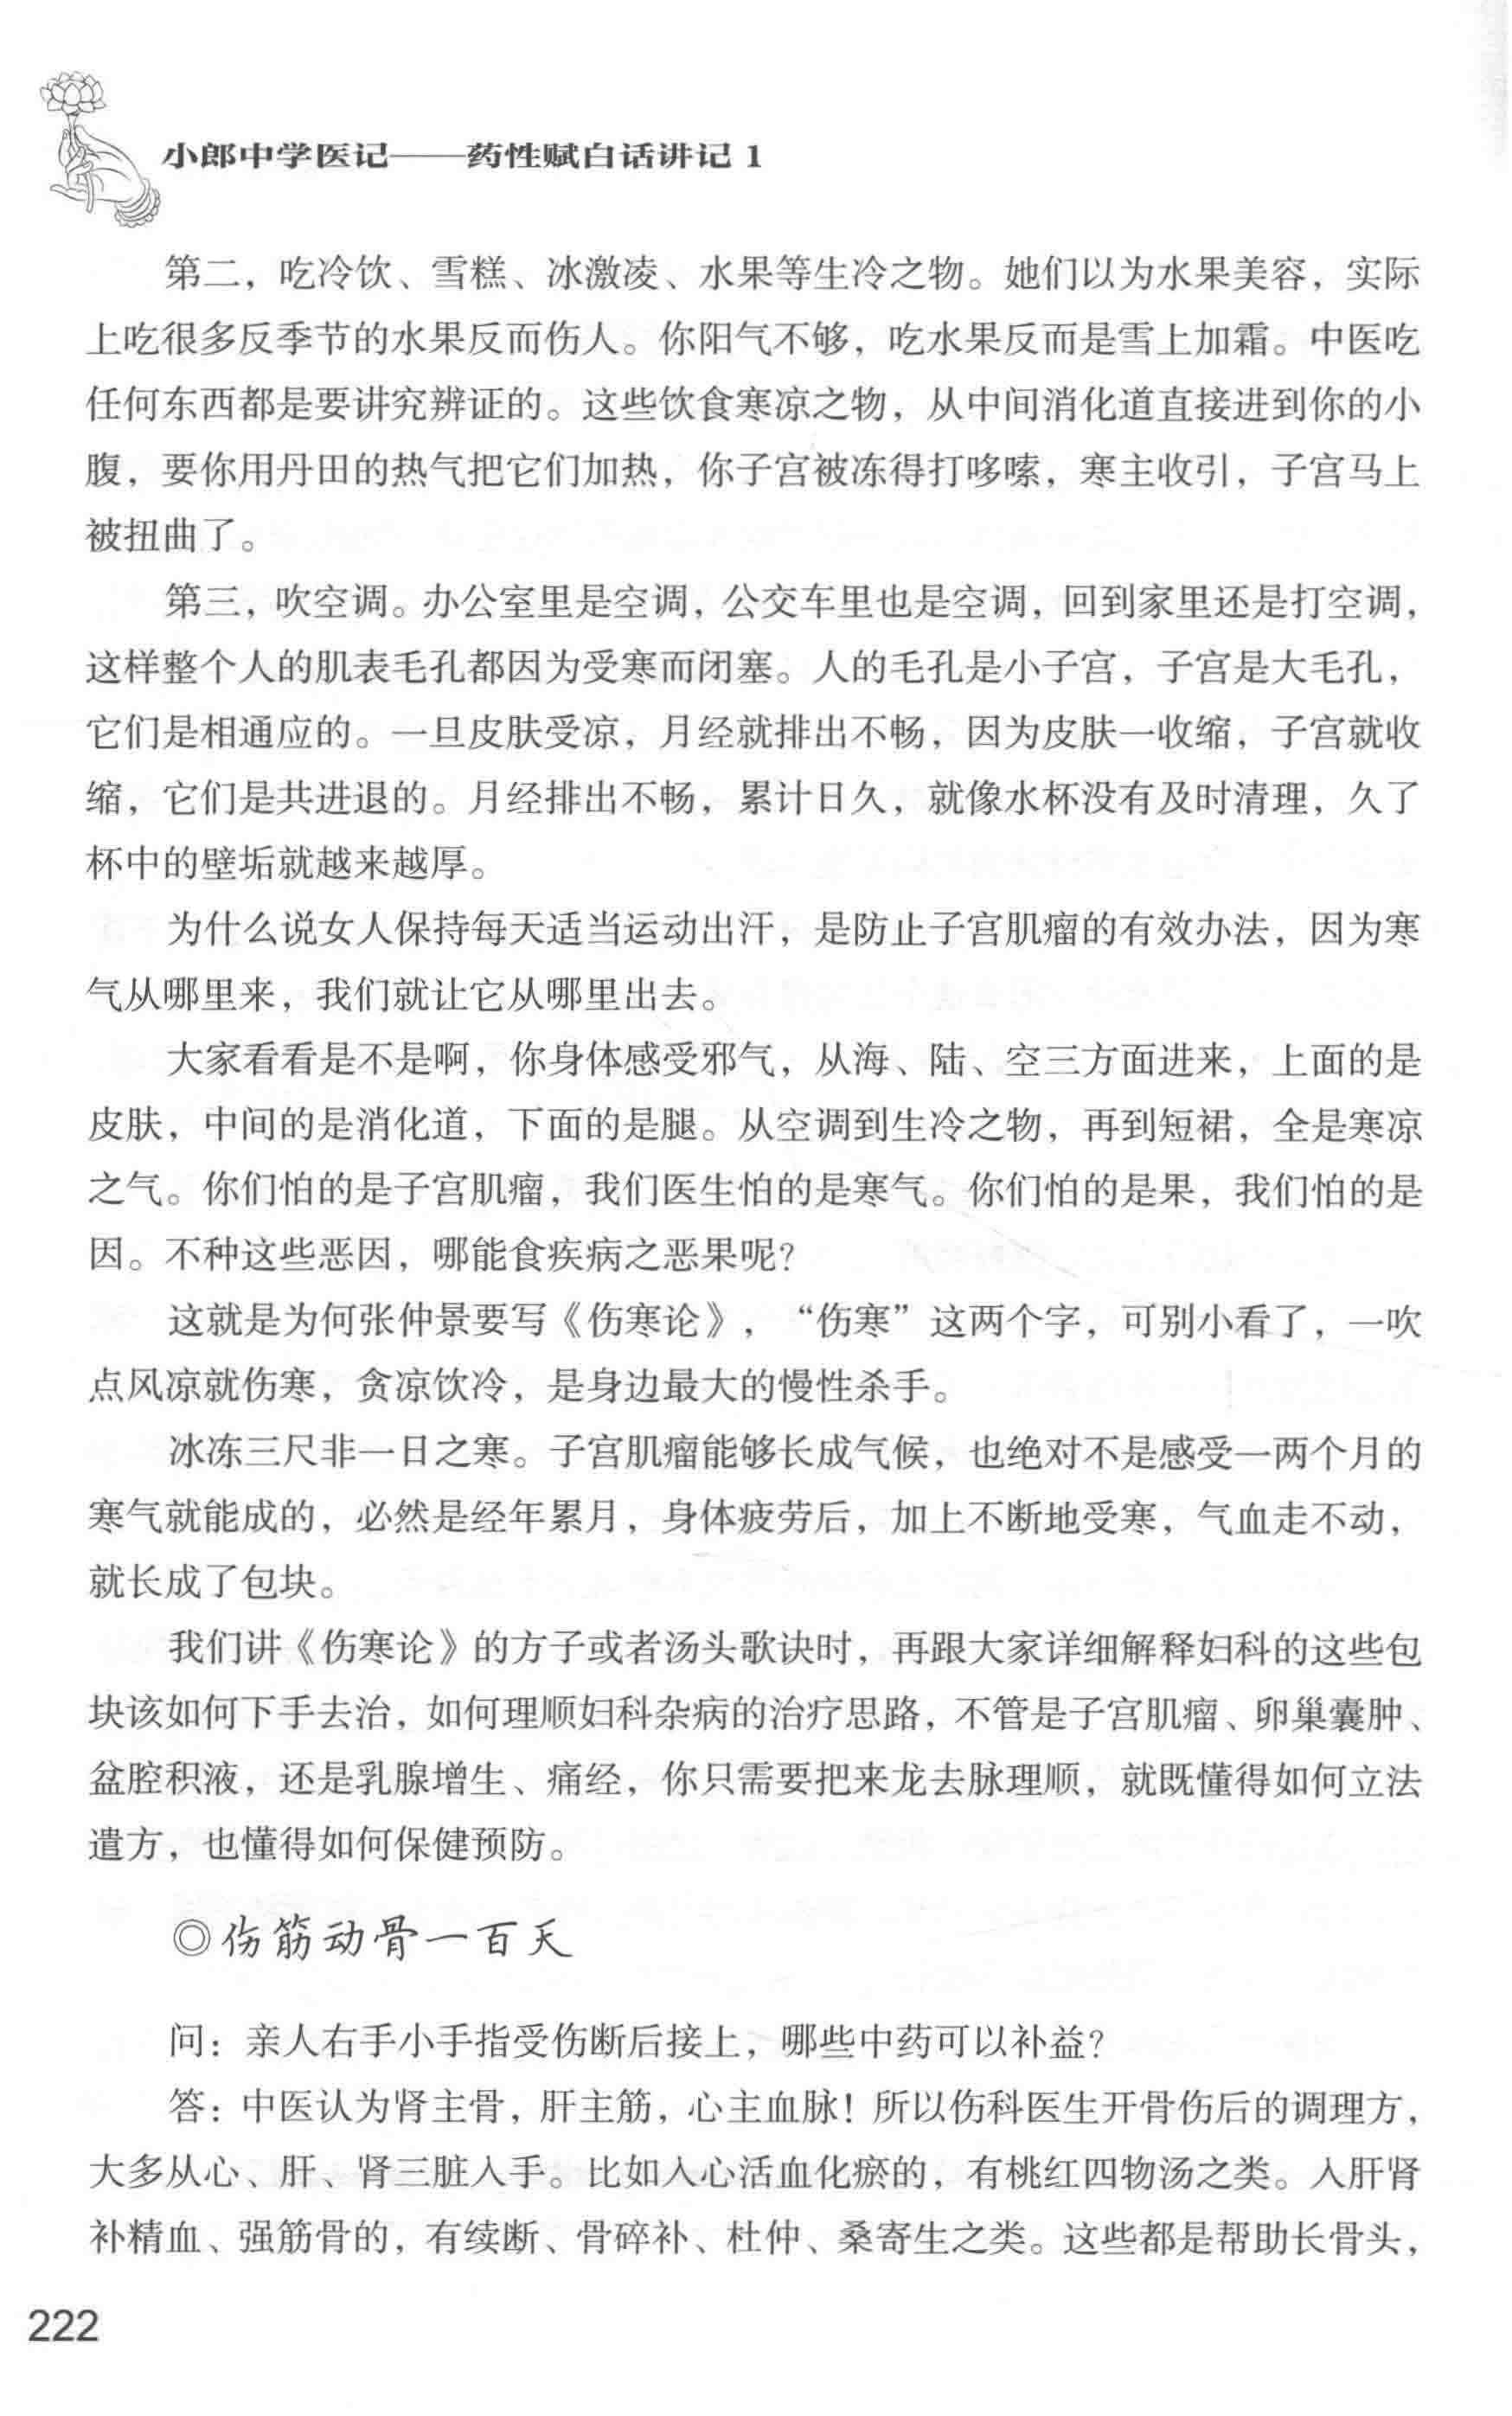 小郎中学医记——药性赋白话讲记 1
第二，吃冷饮、雪糕、冰激凌、水果等生冷之物。她们以为水果美容，实际
上吃很多反季节的水果反而伤人。你阳气不够，吃水果反而是雪上加霜。中医吃
任何东西都是要讲究辨证的。这些饮食寒凉之物，从中间消化道直接进到你的小
腹，要你用丹田的热气把它们加热，你子宫被冻得打哆嗦，寒主收引，子宫马上
被扭曲了。
第三，吹空调。办公室里是空调，公交车里也是空调，回到家里还是打空调，
这样整个人的肌表毛孔都因为受寒而闭塞。人的毛孔是小子宫，子宫是大毛孔，
它们是相通应的。一旦皮肤受凉，月经就排出不畅，因为皮肤一收缩，子宫就收
缩，它们是共进退的。月经排出不畅，累计日久，就像水杯没有及时清理，久了
杯中的壁垢就越来越厚。
为什么说女人保持每天适当运动出汗，是防止子宫肌瘤的有效办法，因为寒
气从哪里来，我们就让它从哪里出去。
大家看看是不是啊，你身体感受邪气，从海、陆、空三方面进来，上面的是
皮肤，中间的是消化道，下面的是腿。从空调到生冷之物，再到短裙，全是寒凉
之气。你们怕的是子宫肌瘤，我们医生怕的是寒气。你们怕的是果，我们怕的是
因。不种这些恶因，哪能食疾病之恶果呢？
这就是为何张仲景要写《伤寒论》，“伤寒”这两个字，可别小看了，一吹
点风凉就伤寒，贪凉饮冷，是身边最大的慢性杀手。
冰冻三尺非一日之寒。子宫肌瘤能够长成气候，也绝对不是感受一两个月的
寒气就能成的，必然是经年累月，身体疲劳后，加上不断地受寒，气血走不动，
就长成了包块。
我们讲《伤寒论》的方子或者汤头歌诀时，再跟大家详细解释妇科的这些包
块该如何下手去治，如何理顺妇科杂病的治疗思路，不管是子宫肌瘤、卵巢囊肿、
盆腔积液，还是乳腺增生、痛经，你只需要把来龙去脉理顺，就既懂得如何立法
遣方，也懂得如何保健预防。
◎伤筋动骨一百天
问：亲人右手小手指受伤断后接上，哪些中药可以补益？
答：中医认为肾主骨，肝主筋，心主血脉！所以伤科医生开骨伤后的调理方，
大多从心、肝、肾三脏入手。比如入心活血化瘀的，有桃红四物汤之类。入肝肾
补精血、强筋骨的，有续断、骨碎补、杜仲、桑寄生之类。这些都是帮助长骨头，
222